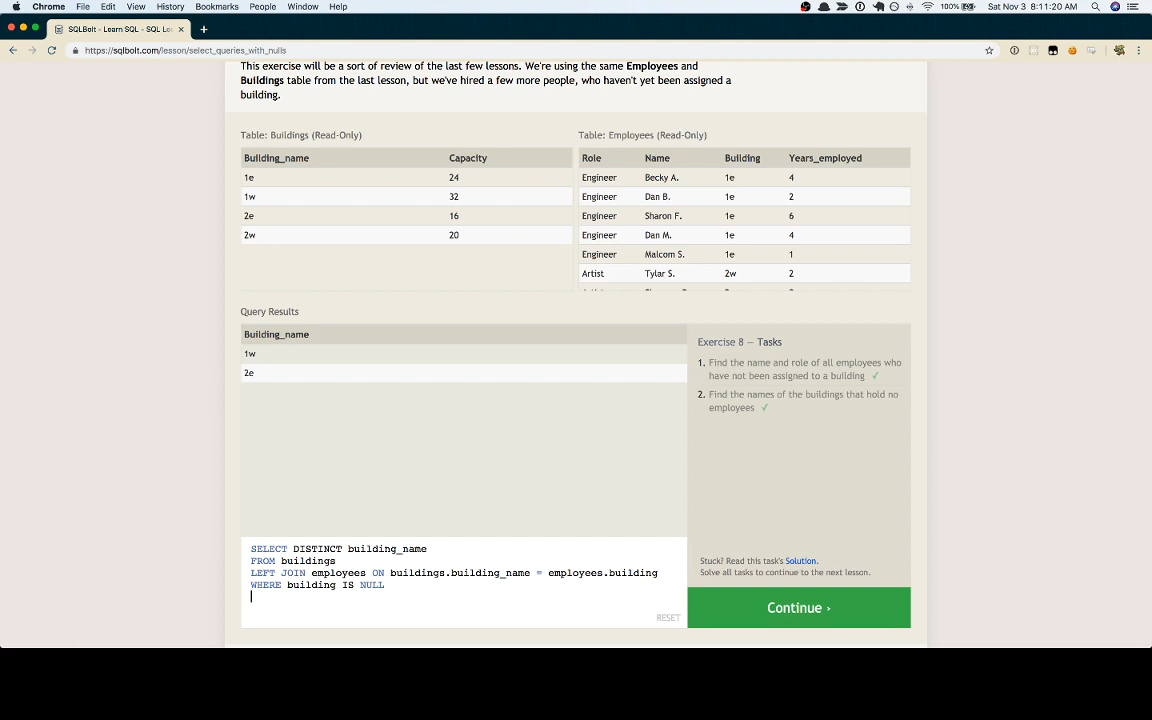 Chrome File Edit View History Bookmarks People Window Help 100% Sat Nov 3 8:11:20 AM
SQLBolt - Learn SQL - SQL Les
https://sqlbolt.com/lesson/select_queries_with_nulls
This exercise will be a sort of review of the last few lessons. We're using the same Employees and
Buildings table from the last lesson, but we've hired a few more people, who haven't yet been assigned a
building.
Table: Buildings (Read-Only)
Building_name Capacity
1e 24
1w 32
2e 16
2w 20
Table: Employees (Read-Only)
Role Name Building Years_employed
Engineer Becky A. 1e 4
Engineer Dan B. 1e 2
Engineer Sharon F. 1e 6
Engineer Dan M. 1e 4
Engineer Malcom S. 1e 1
Artist Tylar S. 2w 2
Query Results
Building_name
1w
2e
Exercise 8 — Tasks
1. Find the name and role of all employees who
have not been assigned to a building ✓
2. Find the names of the buildings that hold no
employees ✓
SELECT DISTINCT building_name
FROM buildings
LEFT JOIN employees ON buildings.building_name = employees.building
WHERE building IS NULL
RESET
Stuck? Read this task's Solution.
Solve all tasks to continue to the next lesson.
Continue ›